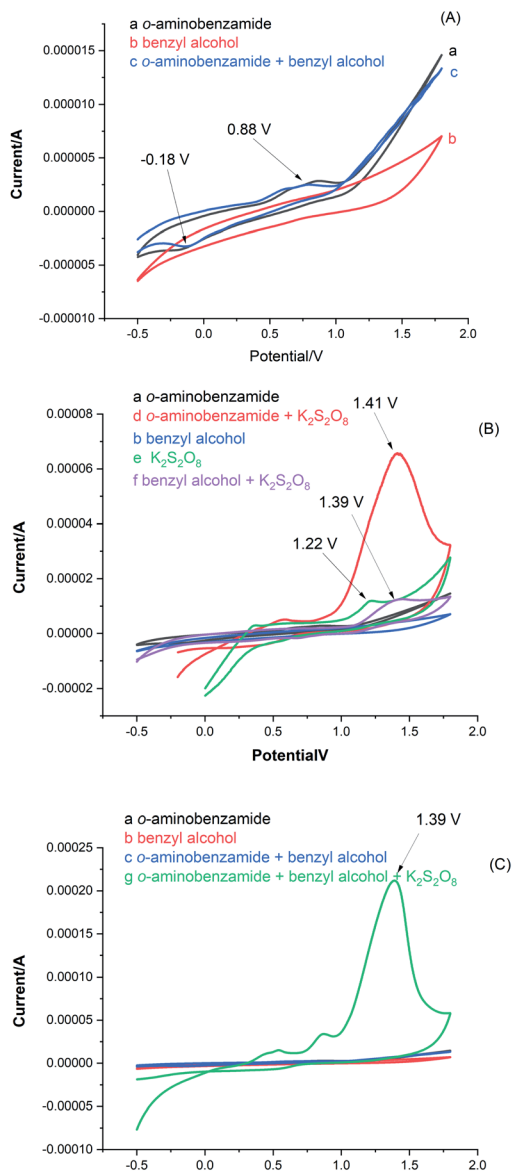 (A)
a o-aminobenzamide
b benzyl alcohol
c o-aminobenzamide + benzyl alcohol
a
c
b
0.88 V
-0.18 V
0.000015
0.000010
0.000005
0.000000
-0.000005
-0.000010
Current/A
-0.5 0.0 0.5 1.0 1.5 2.0
Potential/V
(B)
a o-aminobenzamide
d o-aminobenzamide + K₂S₂O₈
b benzyl alcohol
e K₂S₂O₈
f benzyl alcohol + K₂S₂O₈
1.41 V
1.39 V
1.22 V
0.00008
0.00006
0.00004
0.00002
0.00000
-0.00002
Current/A
-0.5 0.0 0.5 1.0 1.5 2.0
PotentialV
(C)
a o-aminobenzamide
b benzyl alcohol
c o-aminobenzamide + benzyl alcohol
g o-aminobenzamide + benzyl alcohol + K₂S₂O₈
1.39 V
0.00025
0.00020
0.00015
0.00010
0.00005
0.00000
-0.00005
-0.00010
Current/A
-0.5 0.0 0.5 1.0 1.5 2.0